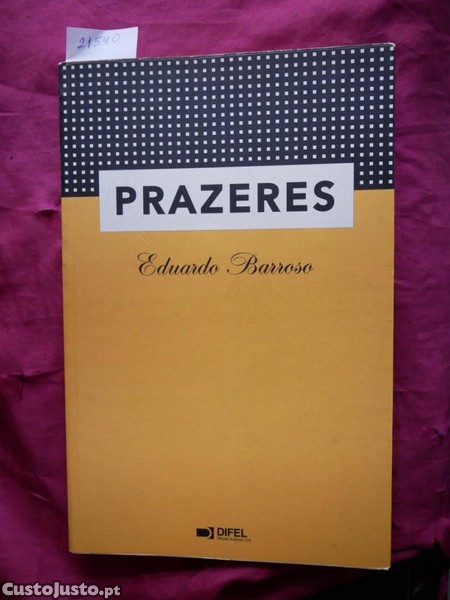 21540
PRAZERES
Eduardo Barroso
DIFEL
CustoJusto.pt